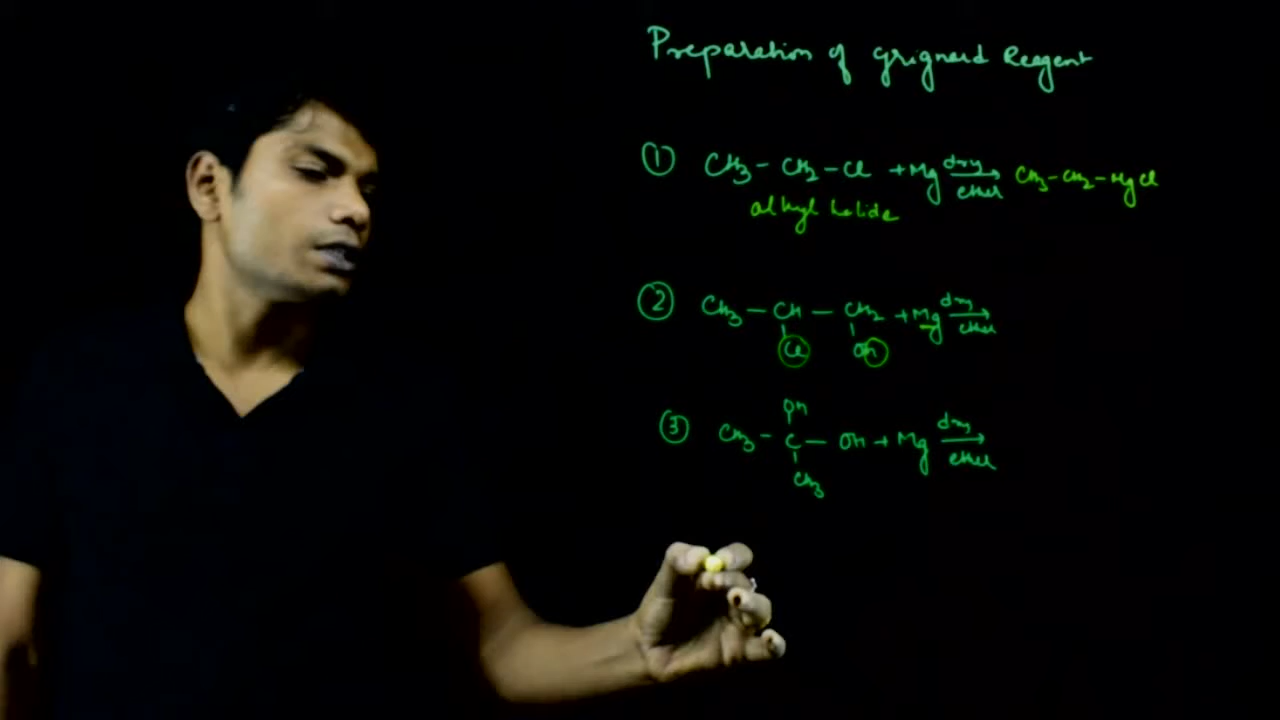 Preparation of Grignard Reagent
① CH3 - CH2 - Cl + Mg dry ether → CH3 - CH2 - MgCl
alkyl halide
② CH3 — CH — CH2 + Mg dry ether →
Cl OH
OH
③ CH3 - C — OH + Mg dry ether →
CH3